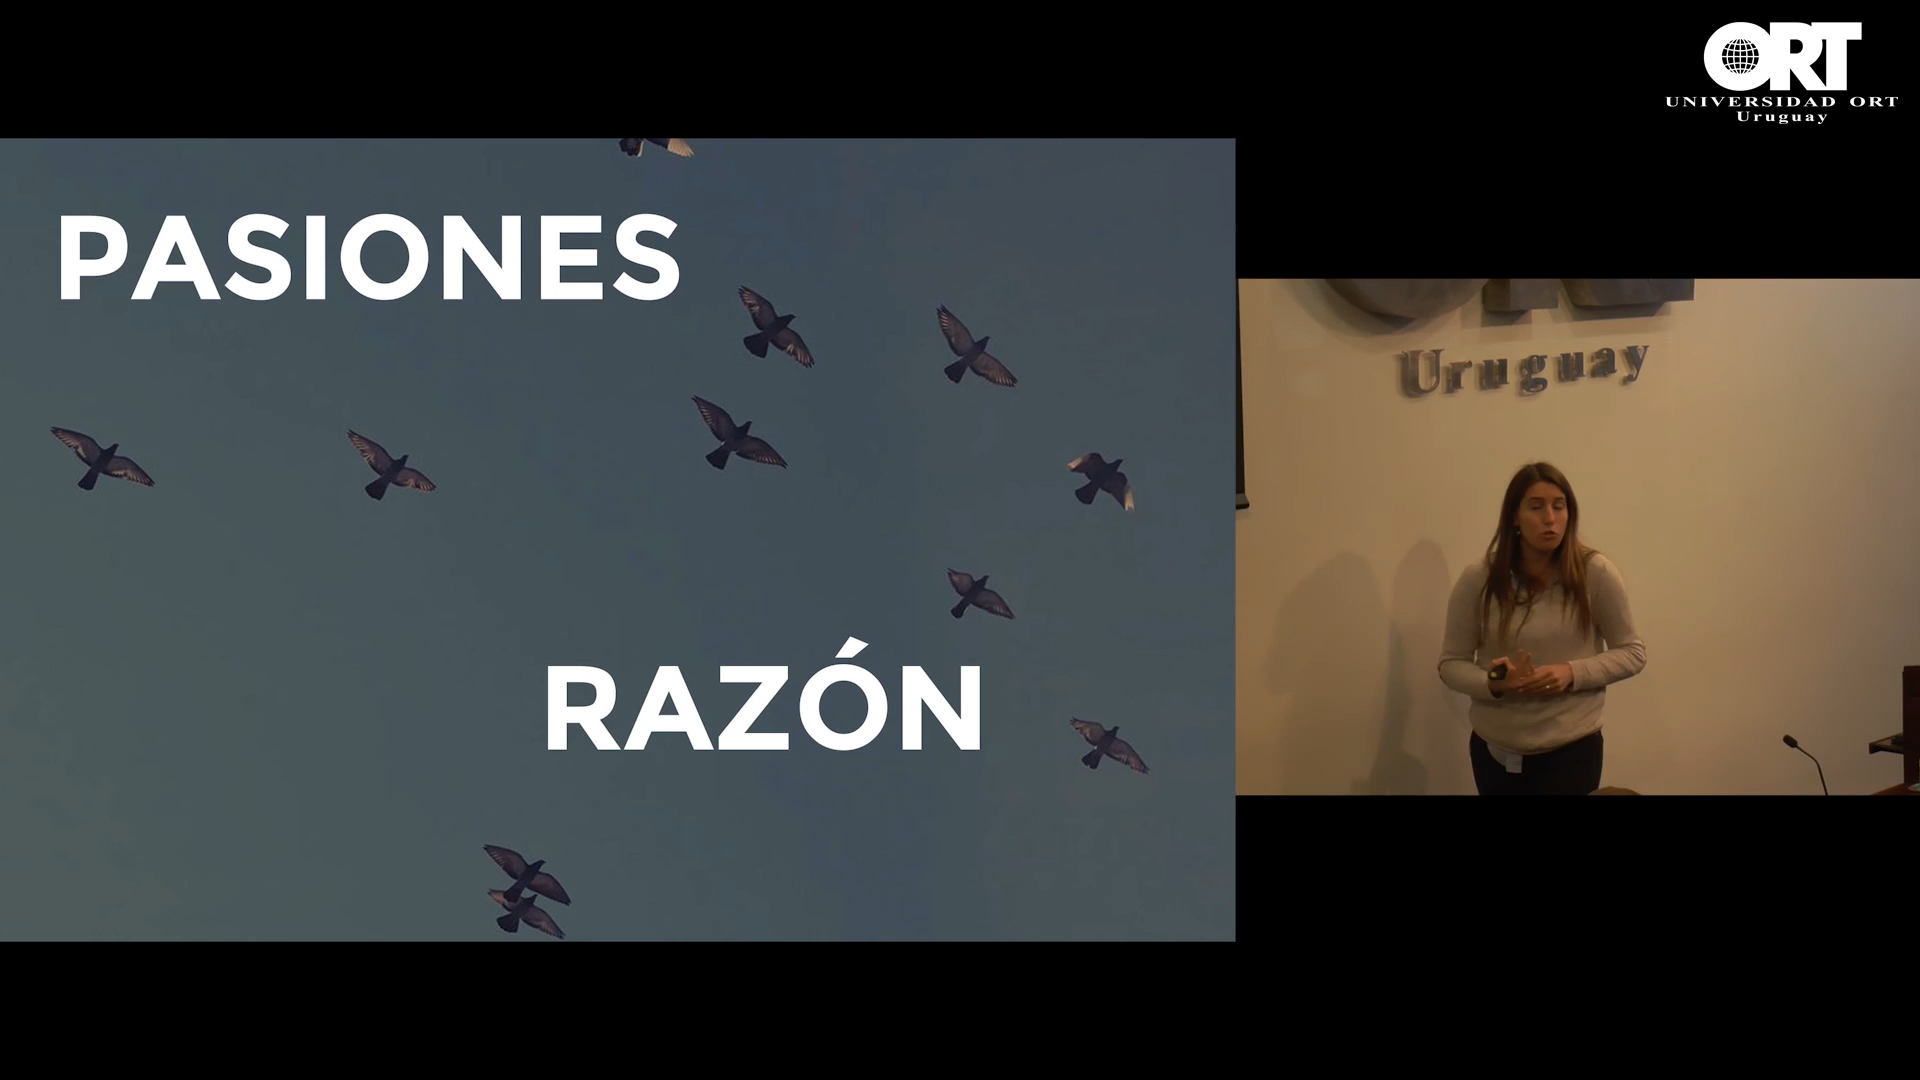 PASIONES
RAZÓN
ORT
UNIVERSIDAD ORT
Uruguay
Uruguay